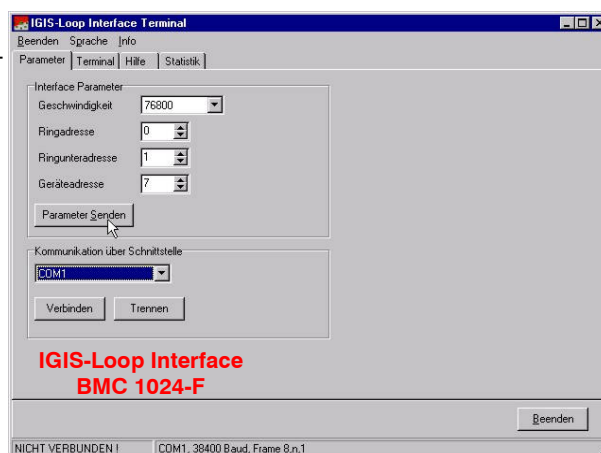 IGIS-Loop Interface Terminal
Beenden Sprache Info
Parameter Terminal Hilfe Statistik
Interface Parameter
Geschwindigkeit 76800
Ringadresse 0
Ringunteradresse 1
Geräteadresse 7
Parameter Senden
Kommunikation über Schnittstelle
COM1
Verbinden Trennen
IGIS-Loop Interface
BMC 1024-F
Beenden
NICHT VERBUNDEN ! COM1, 38400 Baud, Frame 8,n,1